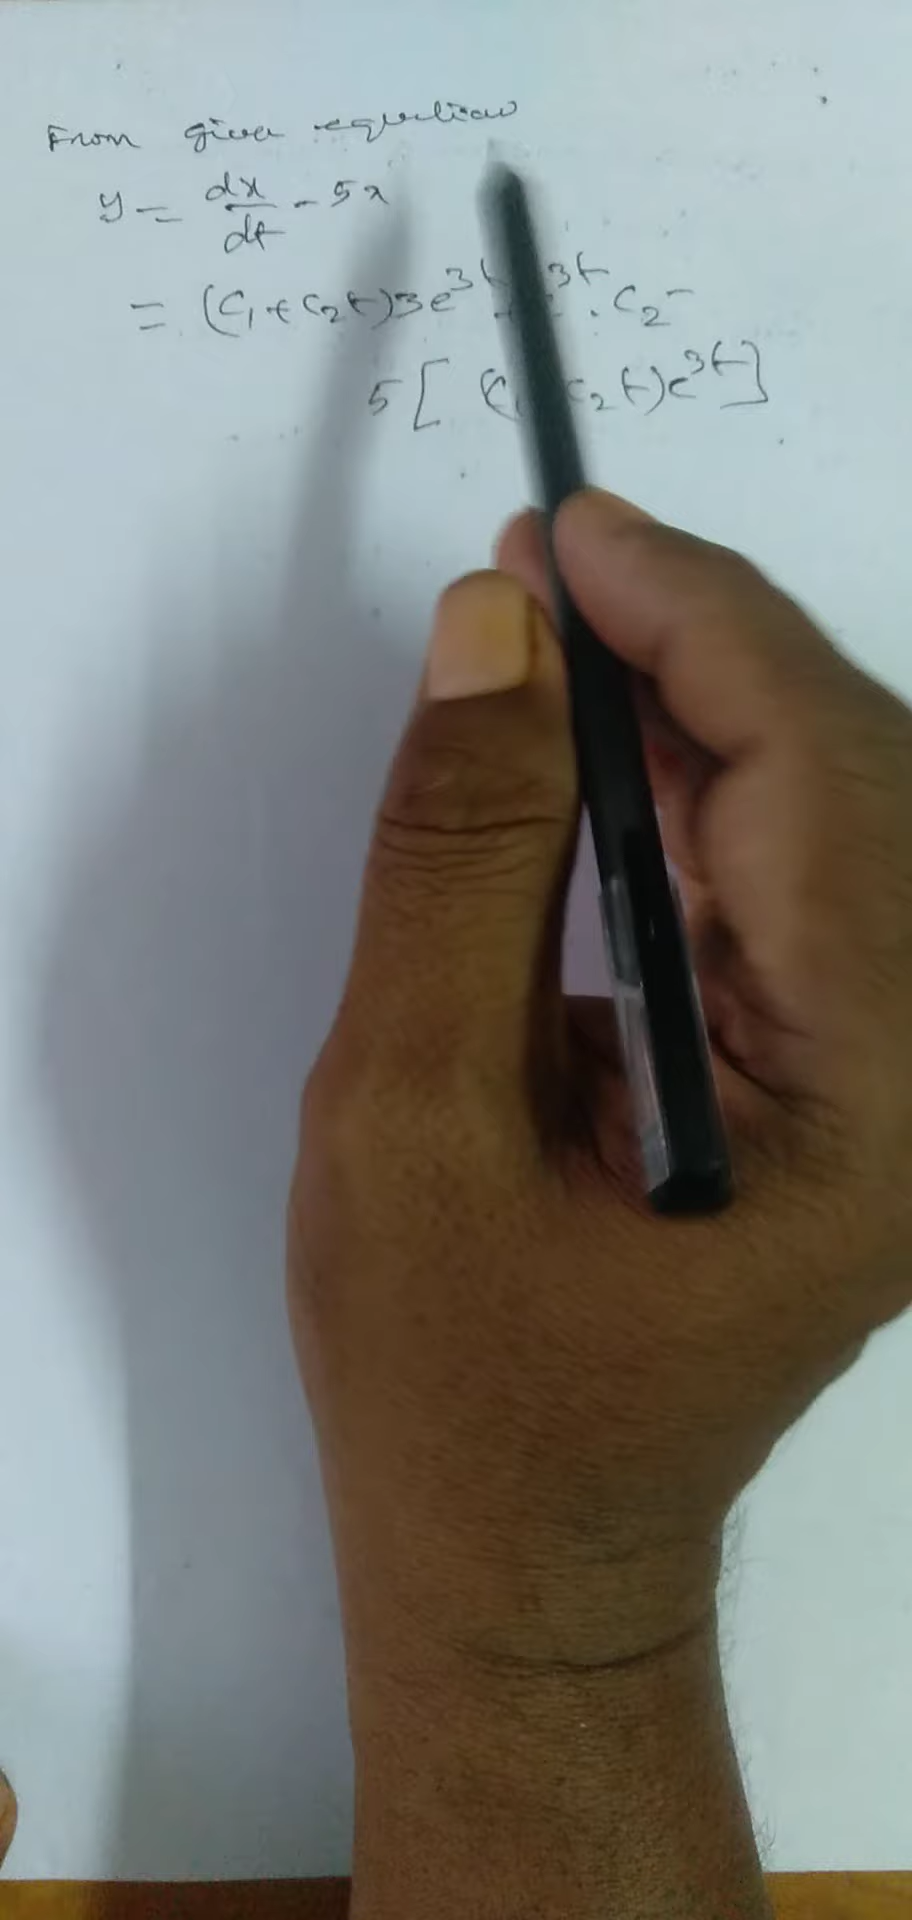 From given equation
y = dx/dt - 5x
= (C₁ + C₂t)3e^3t e^3t . C₂ -
5[(C₁ C₂t)e^3t]